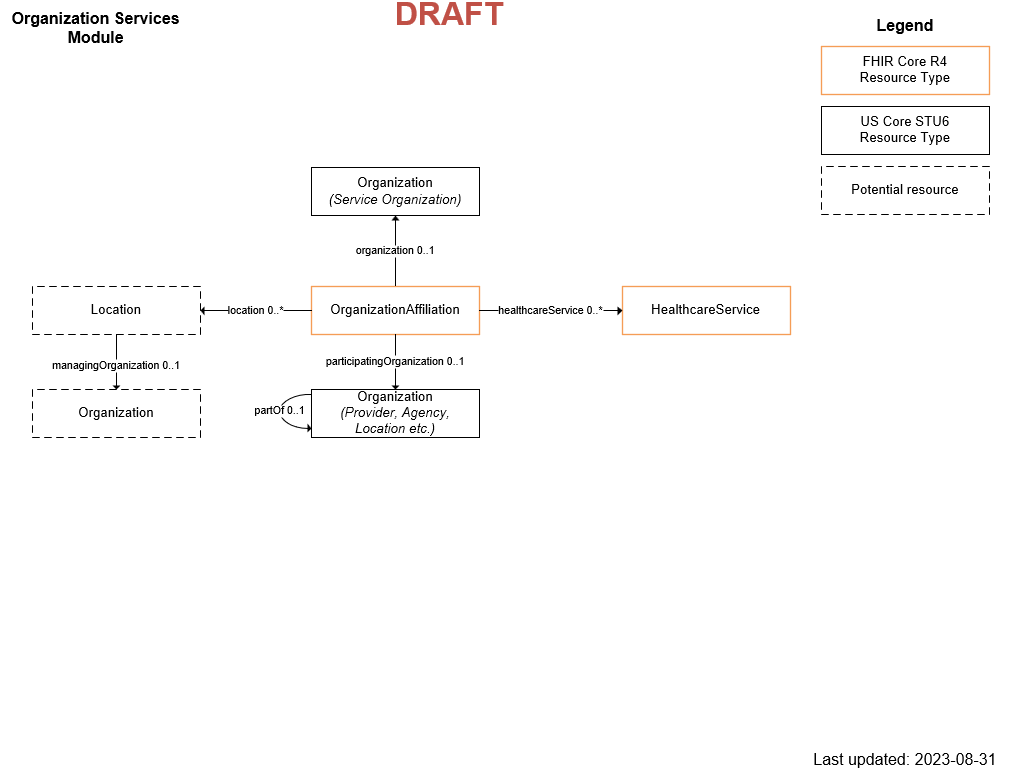 Organization Services
Module
DRAFT
Legend
FHIR Core R4
Resource Type
US Core STU6
Resource Type
Potential resource
Organization
(Service Organization)
organization 0..1
Location
location 0..*
OrganizationAffiliation
healthcareService 0..*
HealthcareService
managingOrganization 0..1
participatingOrganization 0..1
Organization
partOf 0..1
Organization
(Provider, Agency,
Location etc.)
Last updated: 2023-08-31